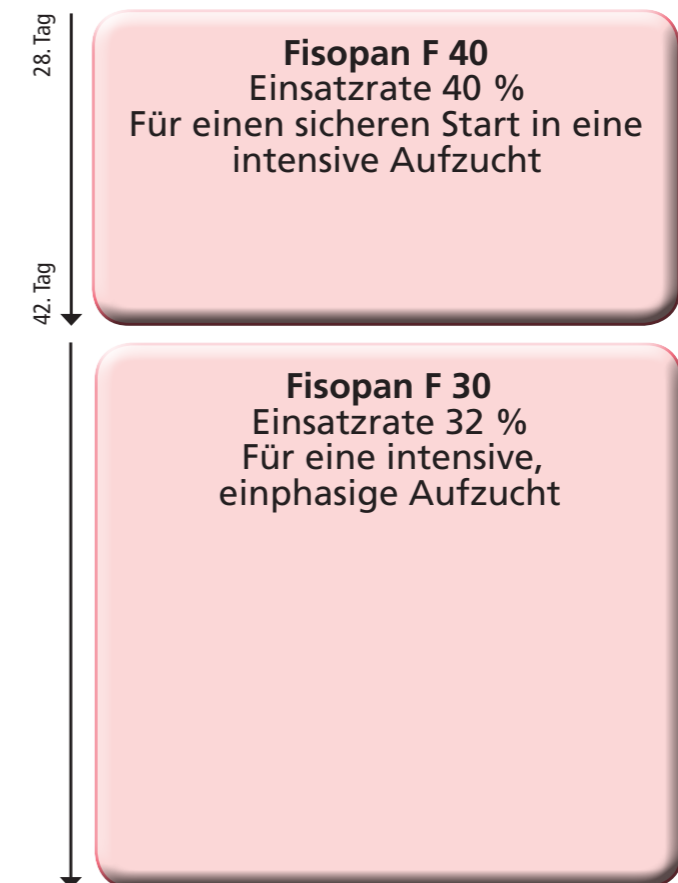 28. Tag
Fisopan F 40
Einsatzrate 40 %
Für einen sicheren Start in eine
intensive Aufzucht
42. Tag
Fisopan F 30
Einsatzrate 32 %
Für eine intensive,
einphasige Aufzucht